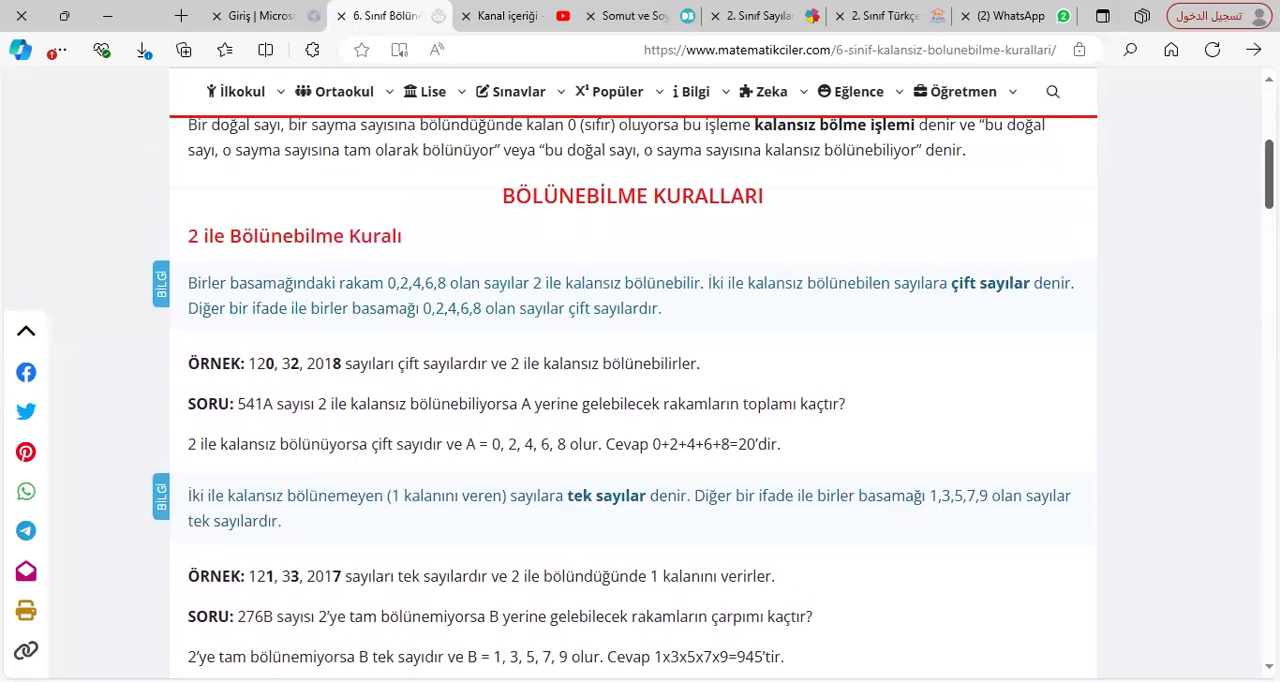 Giriş | Micros
6. Sınıf Bölün
Kanal içeriği -
Somut ve Soy
2. Sınıf Sayıla
2. Sınıf Türkçe
(2) WhatsApp
2
تسجيل الدخول
https://www.matematikciler.com/6-sinif-kalansiz-bolunebilme-kurallari/
İlkokul
Ortaokul
Lise
Sınavlar
Popüler
Bilgi
Zeka
Eğlence
Öğretmen
Bir doğal sayı, bir sayma sayısına bölündüğünde kalan 0 (sıfır) oluyorsa bu işleme kalansız bölme işlemi denir ve “bu doğal
sayı, o sayma sayısına tam olarak bölünüyor” veya “bu doğal sayı, o sayma sayısına kalansız bölünebiliyor” denir.
BÖLÜNEBİLME KURALLARI
2 ile Bölünebilme Kuralı
BİLGİ
Birler basamağındaki rakam 0,2,4,6,8 olan sayılar 2 ile kalansız bölünebilir. İki ile kalansız bölünebilen sayılara çift sayılar denir.
Diğer bir ifade ile birler basamağı 0,2,4,6,8 olan sayılar çift sayılardır.
ÖRNEK: 120, 32, 2018 sayıları çift sayılardır ve 2 ile kalansız bölünebilirler.
SORU: 541A sayısı 2 ile kalansız bölünebiliyorsa A yerine gelebilecek rakamların toplamı kaçtır?
2 ile kalansız bölünüyorsa çift sayıdır ve A = 0, 2, 4, 6, 8 olur. Cevap 0+2+4+6+8=20’dir.
BİLGİ
İki ile kalansız bölünemeyen (1 kalanını veren) sayılara tek sayılar denir. Diğer bir ifade ile birler basamağı 1,3,5,7,9 olan sayılar
tek sayılardır.
ÖRNEK: 121, 33, 2017 sayıları tek sayılardır ve 2 ile bölündüğünde 1 kalanını verirler.
SORU: 276B sayısı 2’ye tam bölünemiyorsa B yerine gelebilecek rakamların çarpımı kaçtır?
2’ye tam bölünemiyorsa B tek sayıdır ve B = 1, 3, 5, 7, 9 olur. Cevap 1x3x5x7x9=945’tir.